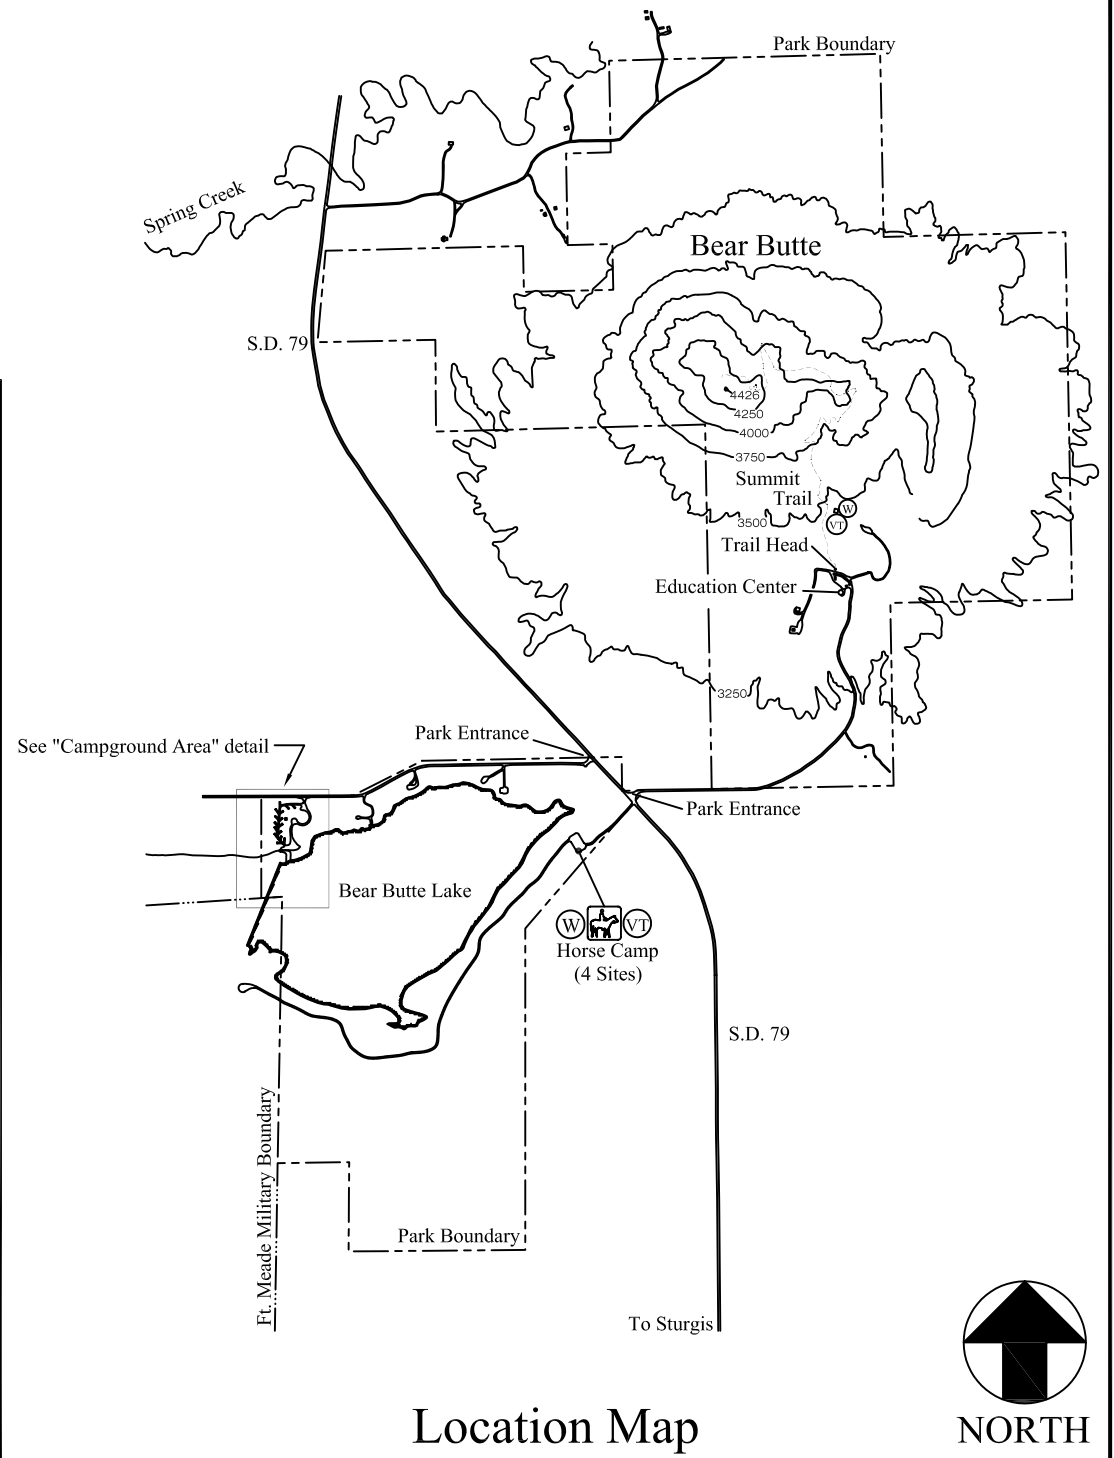 Park Boundary
Spring Creek
Bear Butte
S.D. 79
4426
4250
4000
3750
Summit
Trail
W
3500
VT
Trail Head
Education Center
3250
Park Entrance
See "Campground Area" detail
Park Entrance
Bear Butte Lake
W
VT
Horse Camp
(4 Sites)
S.D. 79
Ft. Meade Military Boundary
Park Boundary
To Sturgis
Location Map
NORTH